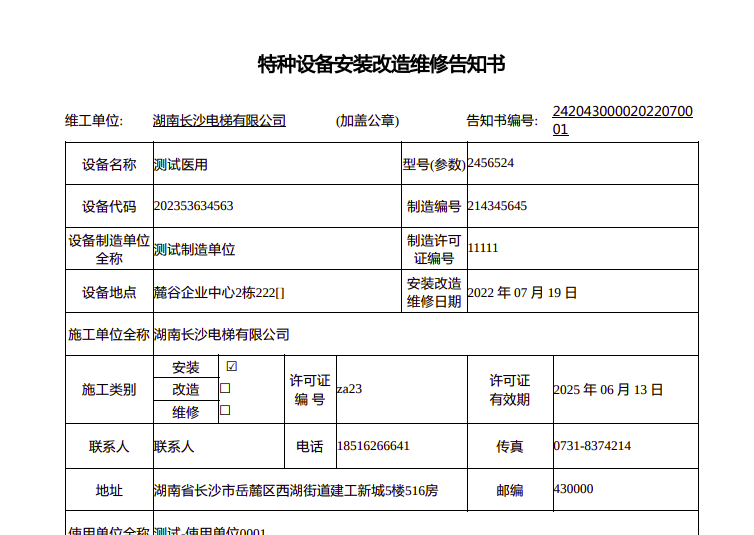 特种设备安装改造维修告知书
维工单位: 湖南长沙电梯有限公司 (加盖公章) 告知书编号: 242043000020220700
01
设备名称 测试医用 型号(参数) 2456524
设备代码 202353634563 制造编号 214345645
设备制造单位
全称
测试制造单位
制造许可
证编号
11111
设备地点 麓谷企业中心2栋222[]
安装改造
维修日期
2022 年 07 月 19 日
施工单位全称 湖南长沙电梯有限公司
施工类别
安装 ☑
改造 ☐
维修 ☐
许可证
编 号
za23
许可证
有效期
2025 年 06 月 13 日
联系人 联系人 电话 18516266641 传真 0731-8374214
地址 湖南省长沙市岳麓区西湖街道建工新城5楼516房 邮编 430000
使用单位全称 测试-使用单位0001